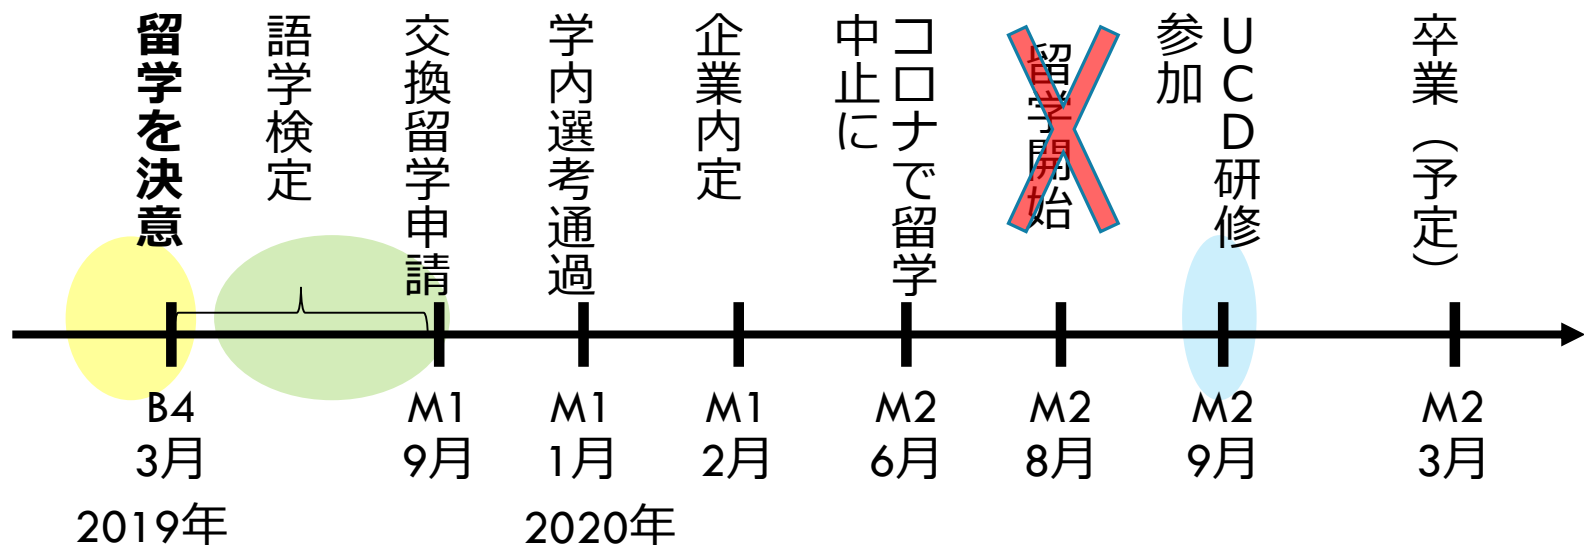 留学を決意
語学検定
交換留学申請
学内選考通過
企業内定
コロナで留学
中止に
留学開始
UCD研修
参加
卒業（予定）
B4
3月
M1
9月
M1
1月
M1
2月
M2
6月
M2
8月
M2
9月
M2
3月
2019年
2020年